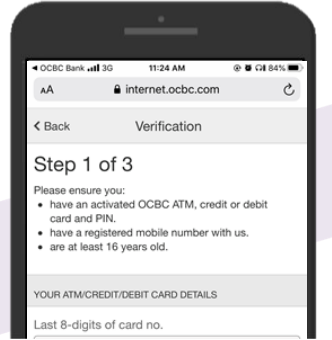 OCBC Bank 3G 11:24 AM 84%
AA internet.ocbc.com
Back Verification
Step 1 of 3
Please ensure you:
• have an activated OCBC ATM, credit or debit
card and PIN.
• have a registered mobile number with us.
• are at least 16 years old.
YOUR ATM/CREDIT/DEBIT CARD DETAILS
Last 8-digits of card no.